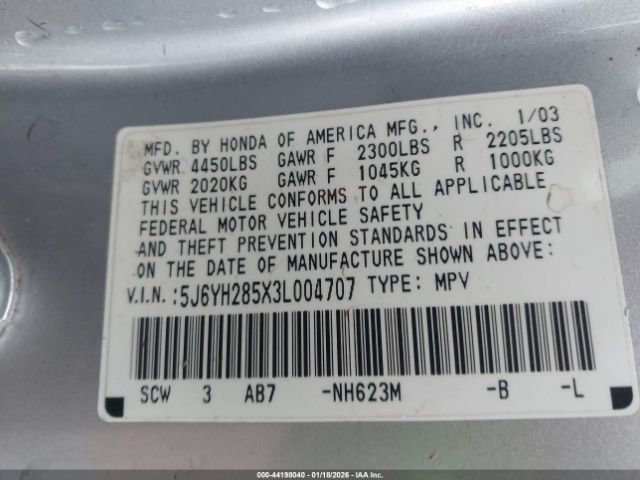 MFD. BY HONDA OF AMERICA MFG., INC. 1/03
GVWR 4450LBS GAWR F 2300LBS R 2205LBS
GVWR 2020KG GAWR F 1045KG R 1000KG
THIS VEHICLE CONFORMS TO ALL APPLICABLE
FEDERAL MOTOR VEHICLE SAFETY
AND THEFT PREVENTION STANDARDS IN EFFECT
ON THE DATE OF MANUFACTURE SHOWN ABOVE:
V.I.N.:5J6YH285X3L004707 TYPE: MPV
SCW 3 AB7 -NH623M -B -L
000-44198040 - 01/18/2026 - IAA Inc.